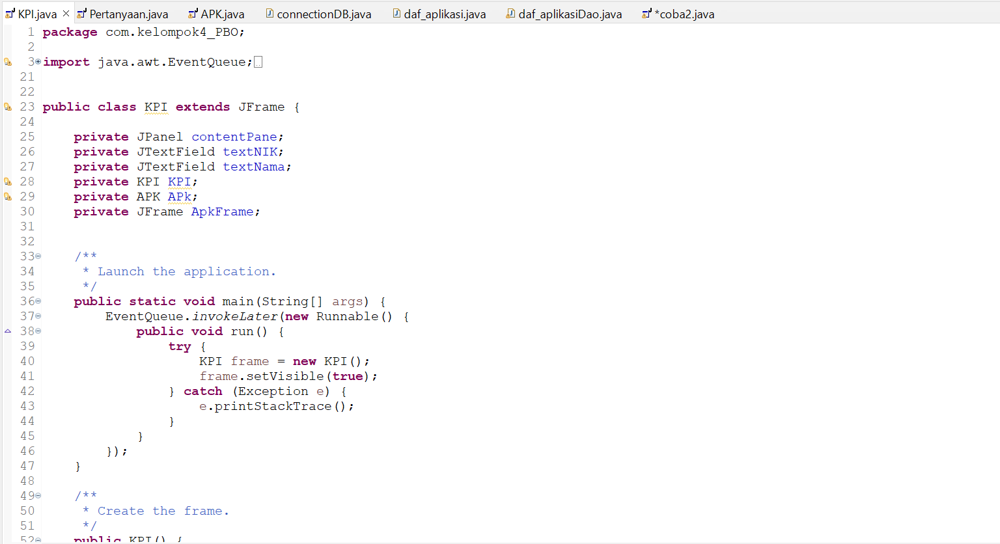 KPI.java Pertanyaan.java APK.java connectionDB.java daf_aplikasi.java daf_aplikasiDao.java *coba2.java
1 package com.kelompok4_PBO;
2
3 import java.awt.EventQueue;
21
22
23 public class KPI extends JFrame {
24
25 private JPanel contentPane;
26 private JTextField textNIK;
27 private JTextField textNama;
28 private KPI KPI;
29 private APK APk;
30 private JFrame ApkFrame;
31
32
33 /**
34 * Launch the application.
35 */
36 public static void main(String[] args) {
37 EventQueue.invokeLater(new Runnable() {
38 public void run() {
39 try {
40 KPI frame = new KPI();
41 frame.setVisible(true);
42 } catch (Exception e) {
43 e.printStackTrace();
44 }
45 }
46 });
47 }
48
49 /**
50 * Create the frame.
51 */
52 public KPI() {